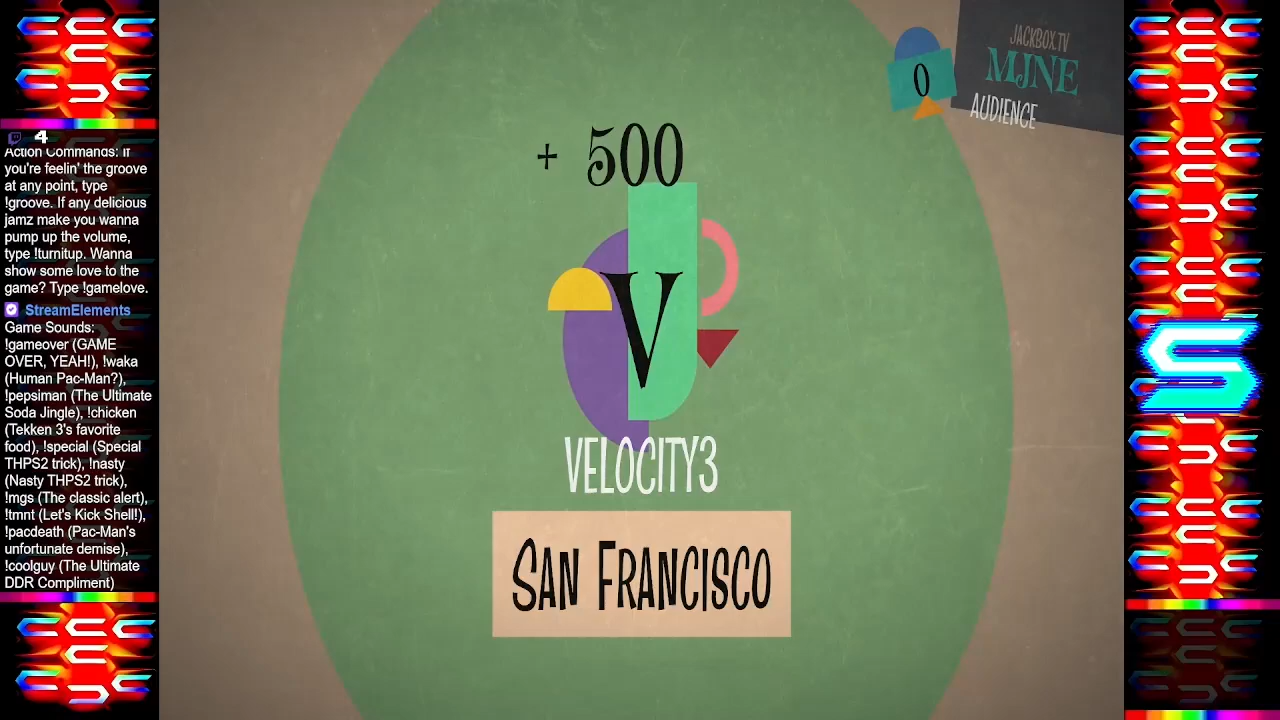 4
Action Commands: If
you're feelin' the groove
at any point, type
!groove. If any delicious
jamz make you wanna
pump up the volume,
type !turnitup. Wanna
show some love to the
game? Type !gamelove.
StreamElements
Game Sounds:
!gameover (GAME
OVER, YEAH!), !waka
(Human Pac-Man?),
!pepsiman (The Ultimate
Soda Jingle), !chicken
(Tekken 3's favorite
food), !special (Special
THPS2 trick), !nasty
(Nasty THPS2 trick),
!mgs (The classic alert),
!tmnt (Let's Kick Shell!),
!pacdeath (Pac-Man's
unfortunate demise),
!coolguy (The Ultimate
DDR Compliment)
+ 500
V
VELOCITY3
SAN FRANCISCO
0
JACKBOX.TV
MJNE
AUDIENCE
S